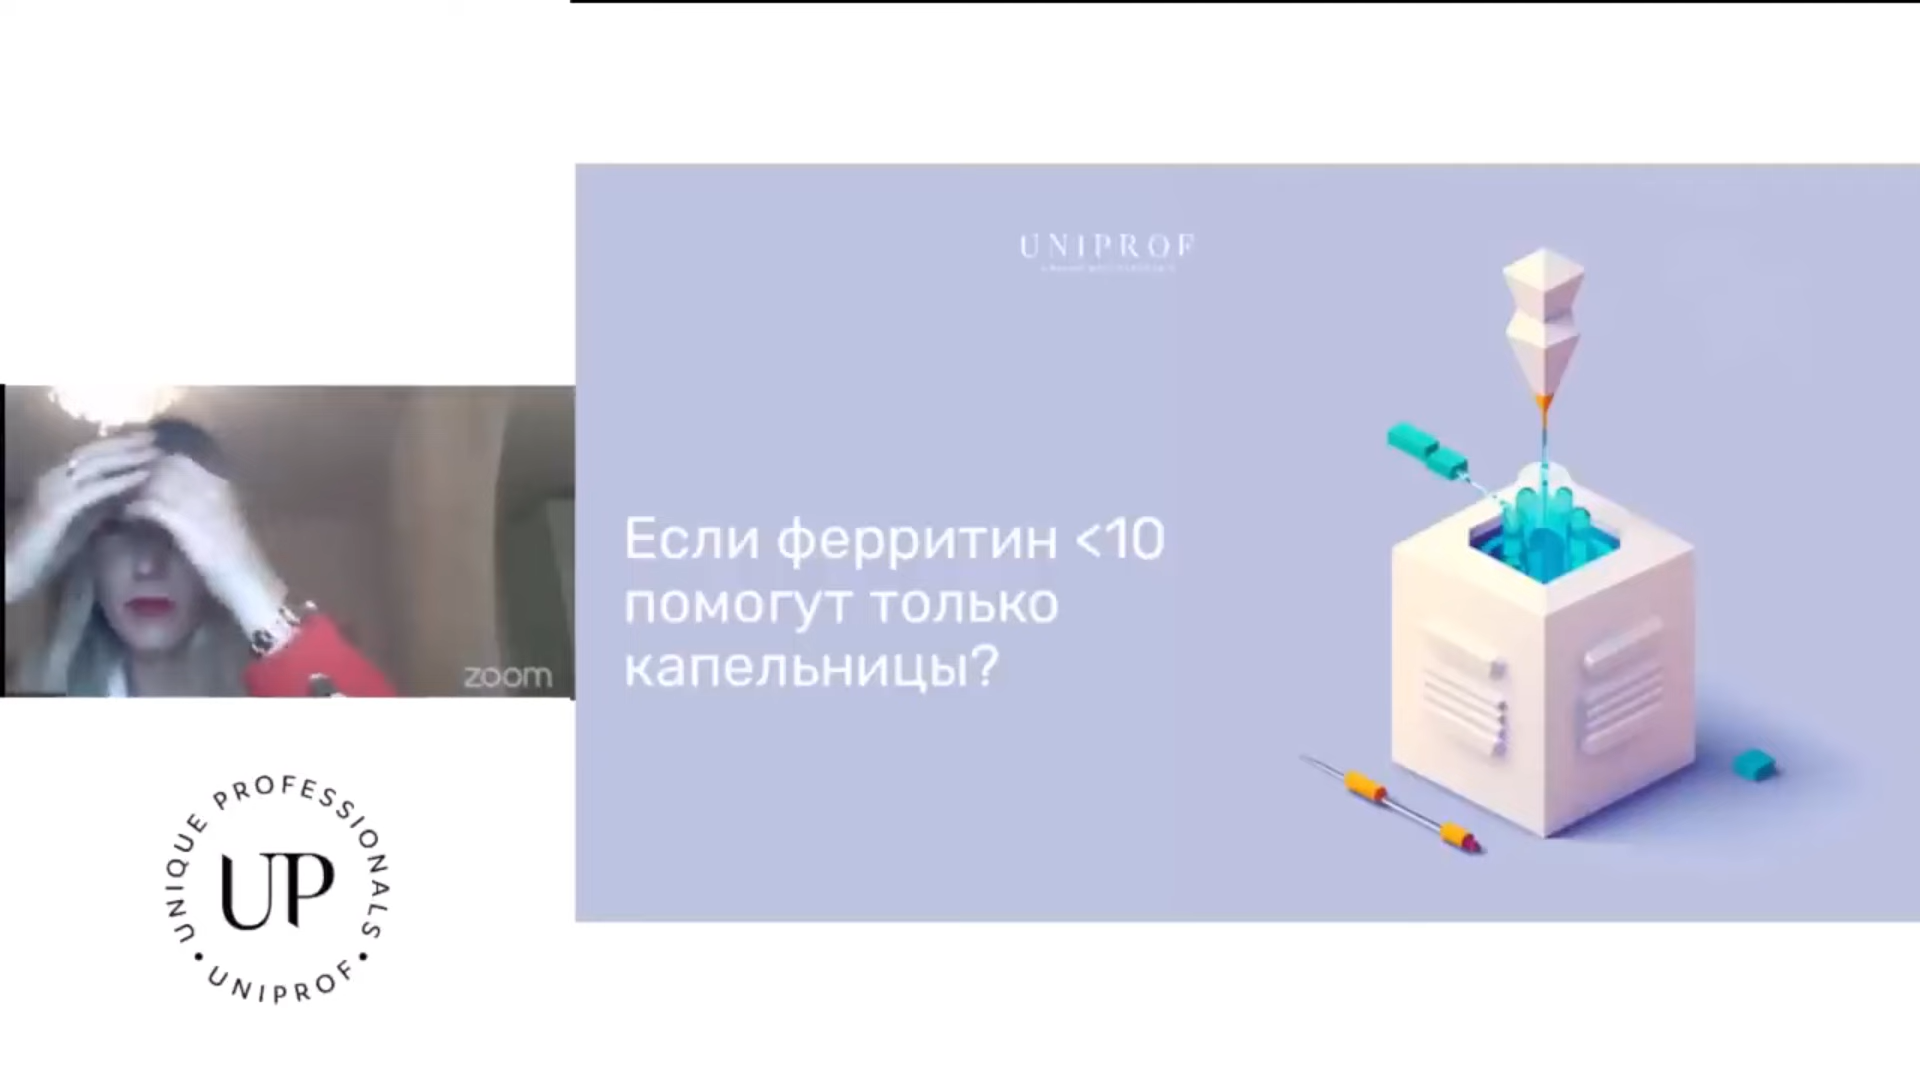 UNIPROF
Если ферритин <10
помогут только
капельницы?
zoom
UNIQUE PROFESSIONALS
UP
• UNIPROF •